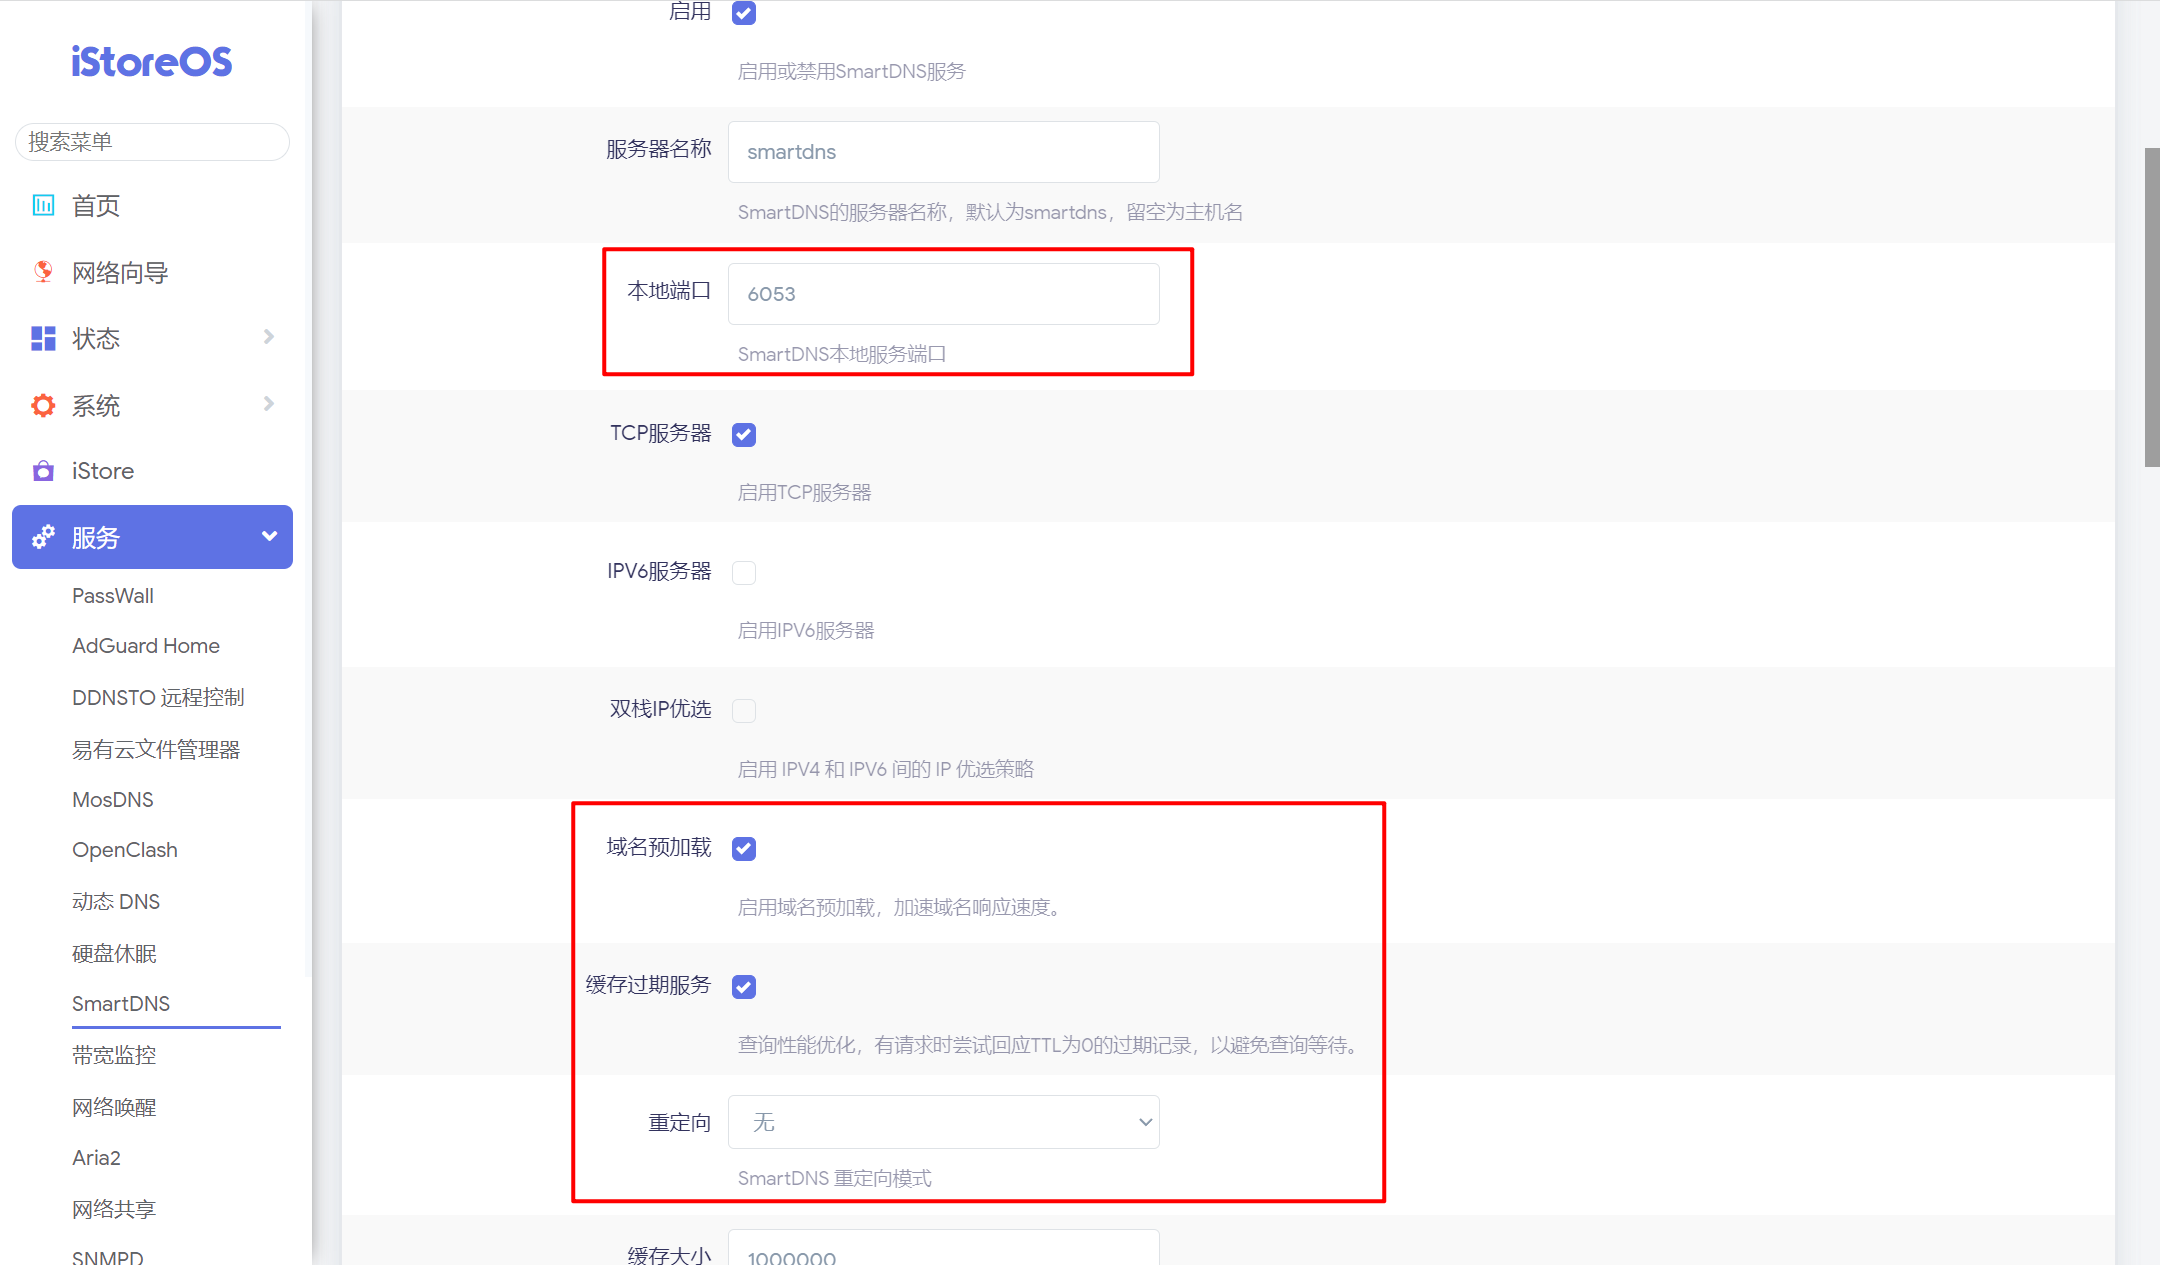 iStoreOS
搜索菜单
首页
网络向导
状态
系统
iStore
服务
PassWall
AdGuard Home
DDNSTO 远程控制
易有云文件管理器
MosDNS
OpenClash
动态 DNS
硬盘休眠
SmartDNS
带宽监控
网络唤醒
Aria2
网络共享
SNMPD
启用
启用或禁用SmartDNS服务
服务器名称 smartdns
SmartDNS的服务器名称，默认为smartdns，留空为主机名
本地端口 6053
SmartDNS本地服务端口
TCP服务器
启用TCP服务器
IPV6服务器
启用IPV6服务器
双栈IP优选
启用 IPV4 和 IPV6 间的 IP 优选策略
域名预加载
启用域名预加载，加速域名响应速度。
缓存过期服务
查询性能优化，有请求时尝试回应TTL为0的过期记录，以避免查询等待。
重定向 无
SmartDNS 重定向模式
缓存大小 1000000